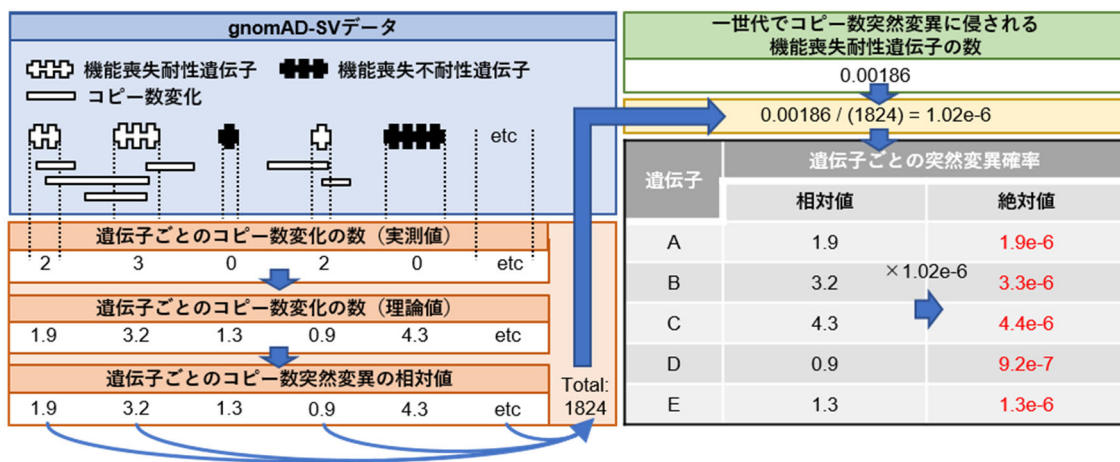 gnomAD-SVデータ
機能喪失耐性遺伝子 機能喪失不耐性遺伝子
コピー数変化
etc
遺伝子ごとのコピー数変化の数（実測値）
2 3 0 2 0 etc
遺伝子ごとのコピー数変化の数（理論値）
1.9 3.2 1.3 0.9 4.3 etc
遺伝子ごとのコピー数突然変異の相対値
1.9 3.2 1.3 0.9 4.3 etc
Total:
1824
一世代でコピー数突然変異に侵される
機能喪失耐性遺伝子の数
0.00186
0.00186 / (1824) = 1.02e-6
遺伝子 遺伝子ごとの突然変異確率
相対値 絶対値
A 1.9 1.9e-6
×1.02e-6
B 3.2 3.3e-6
C 4.3 4.4e-6
D 0.9 9.2e-7
E 1.3 1.3e-6